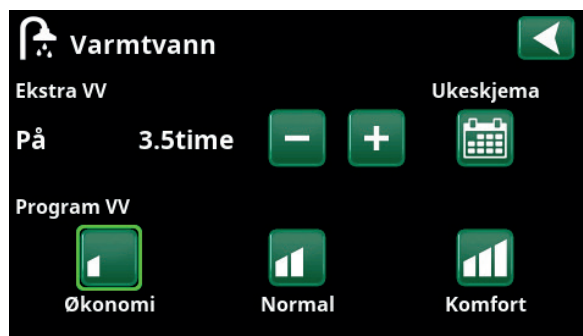 Varmtvann
Ekstra VV Ukeskjema
På 3.5time
Program VV
Økonomi Normal Komfort